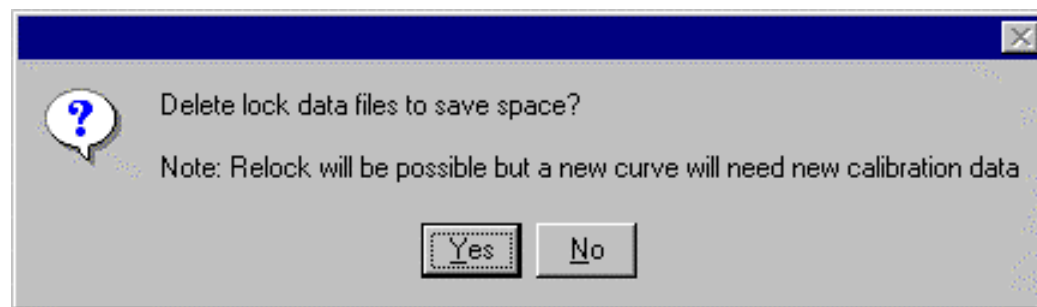 Delete lock data files to save space?
Note: Relock will be possible but a new curve will need new calibration data
Yes No